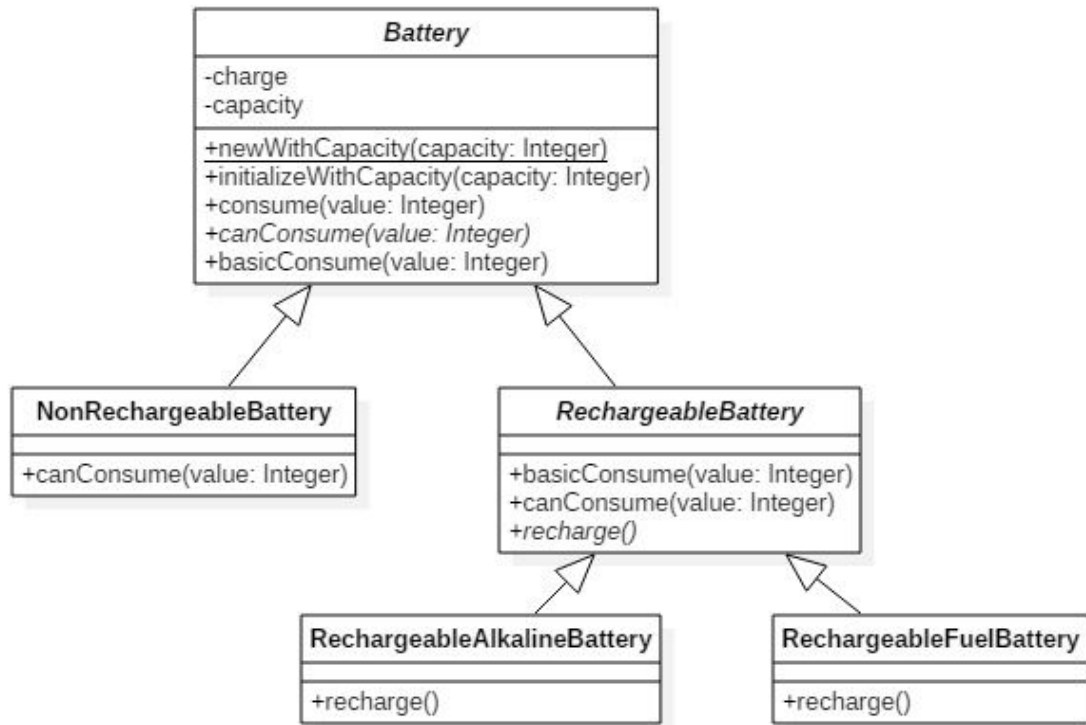 Battery
-charge
-capacity
+newWithCapacity(capacity: Integer)
+initializeWithCapacity(capacity: Integer)
+consume(value: Integer)
+canConsume(value: Integer)
+basicConsume(value: Integer)
NonRechargeableBattery
+canConsume(value: Integer)
RechargeableBattery
+basicConsume(value: Integer)
+canConsume(value: Integer)
+recharge()
RechargeableAlkalineBattery
+recharge()
RechargeableFuelBattery
+recharge()